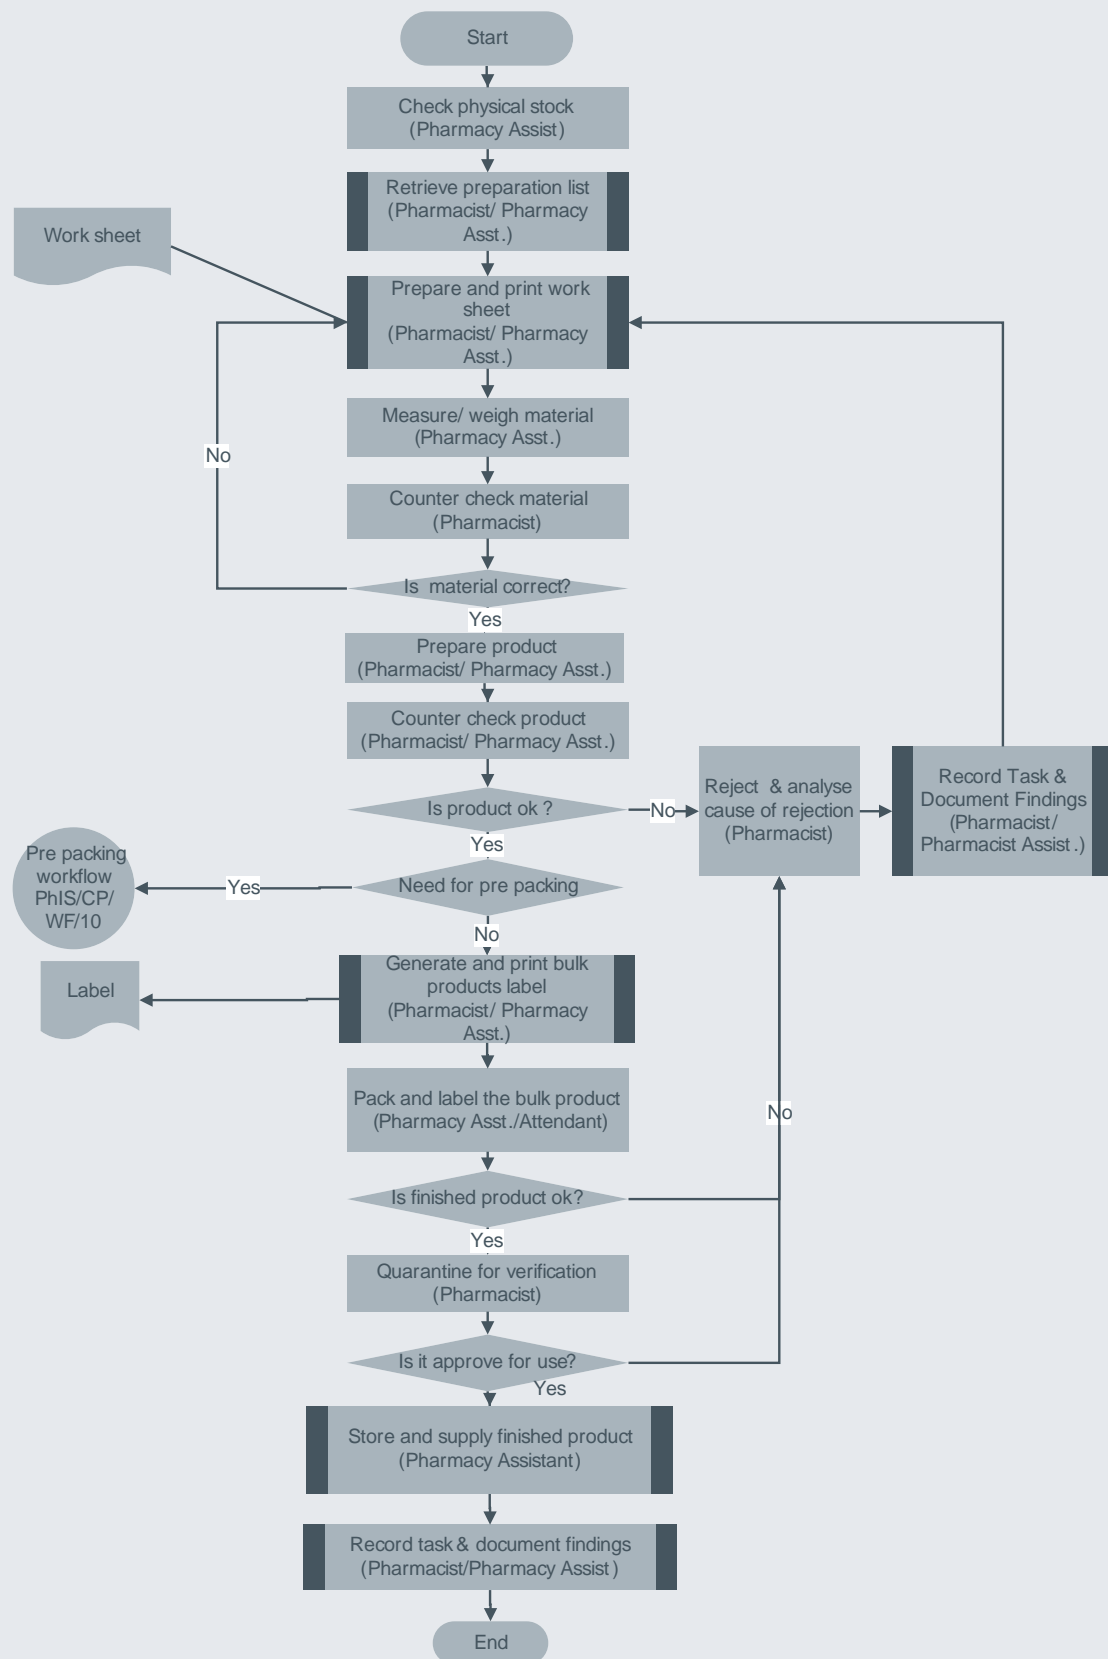 Start
Check physical stock
(Pharmacy Assist)
Retrieve preparation list
(Pharmacist/ Pharmacy
Asst.)
Work sheet
Prepare and print work
sheet
(Pharmacist/ Pharmacy
Asst.)
Measure/ weigh material
(Pharmacy Asst.)
No
Counter check material
(Pharmacist)
Is material correct?
Yes
Prepare product
(Pharmacist/ Pharmacy Asst.)
Counter check product
(Pharmacist/ Pharmacy Asst.)
Is product ok ?
No
Reject & analyse
cause of rejection
(Pharmacist)
Record Task &
Document Findings
(Pharmacist/
Pharmacist Assist.)
Yes
Need for pre packing
Yes
Pre packing
workflow
PhIS/CP/
WF/10
No
Generate and print bulk
products label
(Pharmacist/ Pharmacy
Asst.)
Label
Pack and label the bulk product
(Pharmacy Asst./Attendant)
No
Is finished product ok?
Yes
Quarantine for verification
(Pharmacist)
Is it approve for use?
Yes
Store and supply finished product
(Pharmacy Assistant)
Record task & document findings
(Pharmacist/Pharmacy Assist)
End